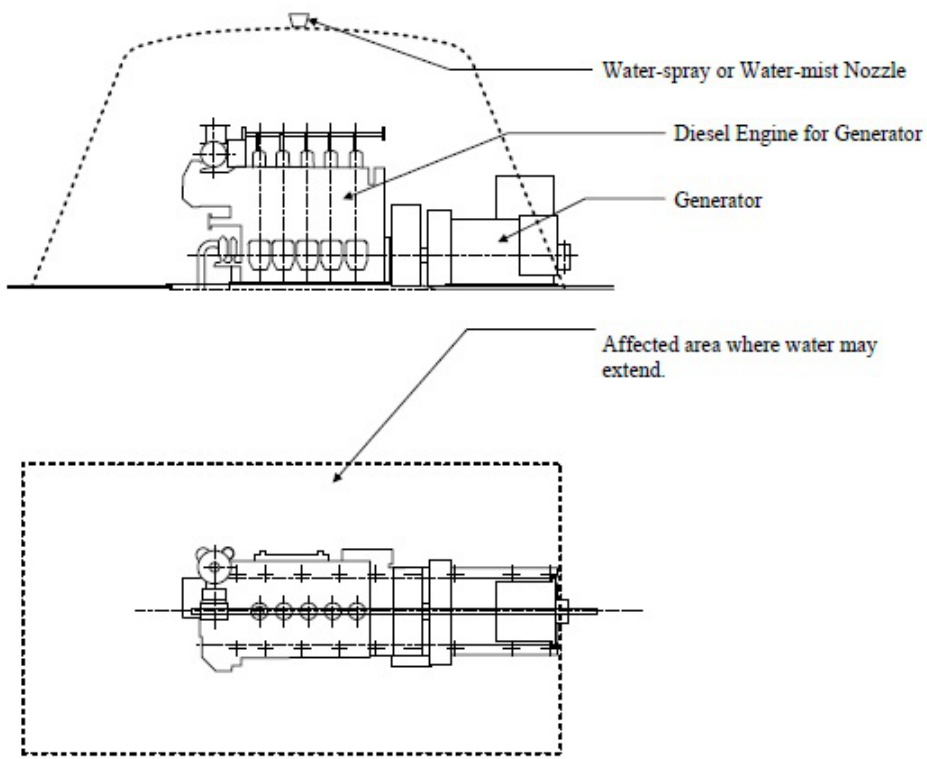 Water-spray or Water-mist Nozzle
Diesel Engine for Generator
Generator
Affected area where water may
extend.